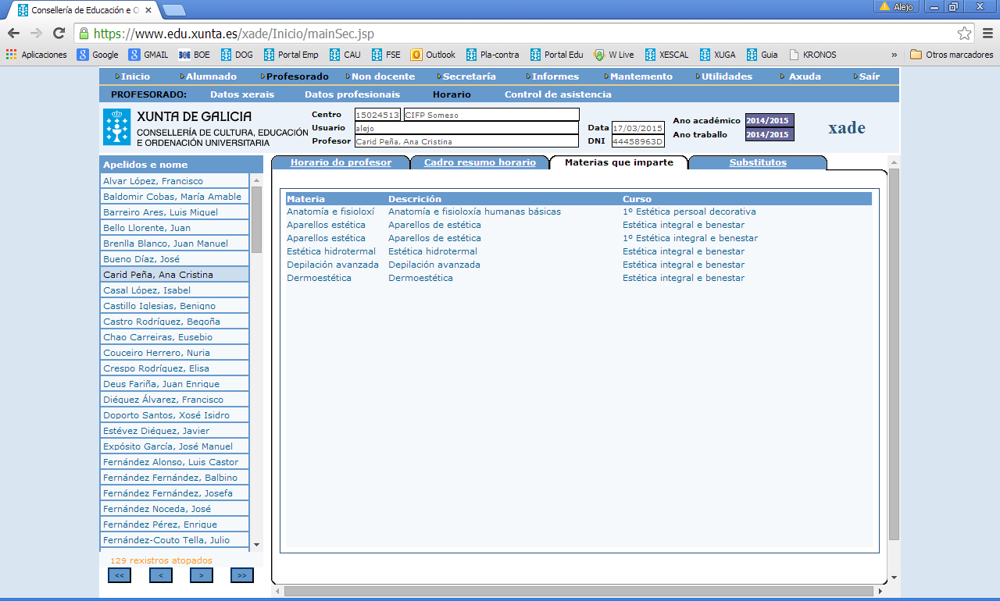 Consellería de Educación e O
Alejo
https://www.edu.xunta.es/xade/Inicio/mainSec.jsp
Aplicaciones Google GMAIL BOE DOG Portal Emp CAU FSE Outlook Pla-contra Portal Edu W Live XESCAL XUGA Guia KRONOS » Otros marcadores
Inicio Alumnado Profesorado Non docente Secretaría Informes Mantemento Utilidades Axuda Saír
PROFESORADO: Datos xerais Datos profesionais Horario Control de asistencia
XUNTA DE GALICIA
CONSELLERÍA DE CULTURA, EDUCACIÓN
E ORDENACIÓN UNIVERSITARIA
Centro 15024513 CIFP Someso
Usuario alejo
Profesor Carid Peña, Ana Cristina
Data 17/03/2015
DNI 44458963D
Ano académico 2014/2015
Ano traballo 2014/2015
xade
Apelidos e nome
Alvar López, Francisco
Baldomir Cobas, María Amable
Barreiro Ares, Luis Miguel
Bello Llorente, Juan
Brenlla Blanco, Juan Manuel
Bueno Díaz, José
Carid Peña, Ana Cristina
Casal López, Isabel
Castillo Iglesias, Benigno
Castro Rodríguez, Begoña
Chao Carreiras, Eusebio
Couceiro Herrero, Nuria
Crespo Rodríguez, Elisa
Deus Fariña, Juan Enrique
Diéguez Álvarez, Francisco
Doporto Santos, Xosé Isidro
Estévez Diéguez, Javier
Expósito García, José Manuel
Fernández Alonso, Luis Castor
Fernández Fernández, Balbino
Fernández Fernández, Josefa
Fernández Noceda, José
Fernández Pérez, Enrique
Fernández-Couto Tella, Julio
129 rexistros atopados
<< < > >>
Horario do profesor Cadro resumo horario Materias que imparte Substitutos
Materia Descrición Curso
Anatomía e fisioloxí Anatomía e fisioloxía humanas básicas 1º Estética persoal decorativa
Aparellos estética Aparellos de estética Estética integral e benestar
Aparellos estética Aparellos de estética 1º Estética integral e benestar
Estética hidrotermal Estética hidrotermal Estética integral e benestar
Depilación avanzada Depilación avanzada Estética integral e benestar
Dermoestética Dermoestética Estética integral e benestar